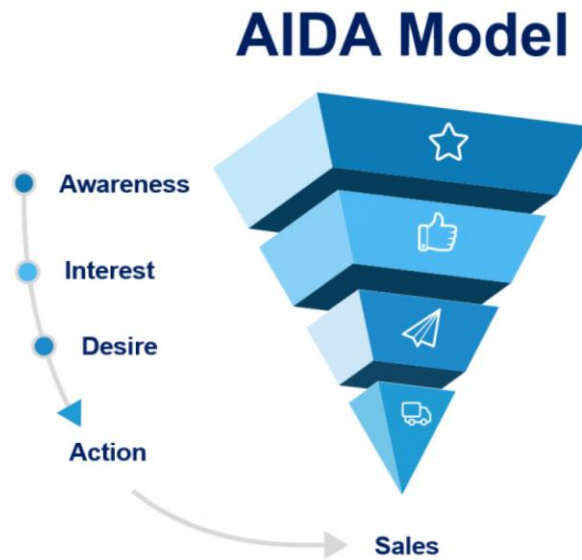 AIDA Model
Awareness
Interest
Desire
Action
Sales